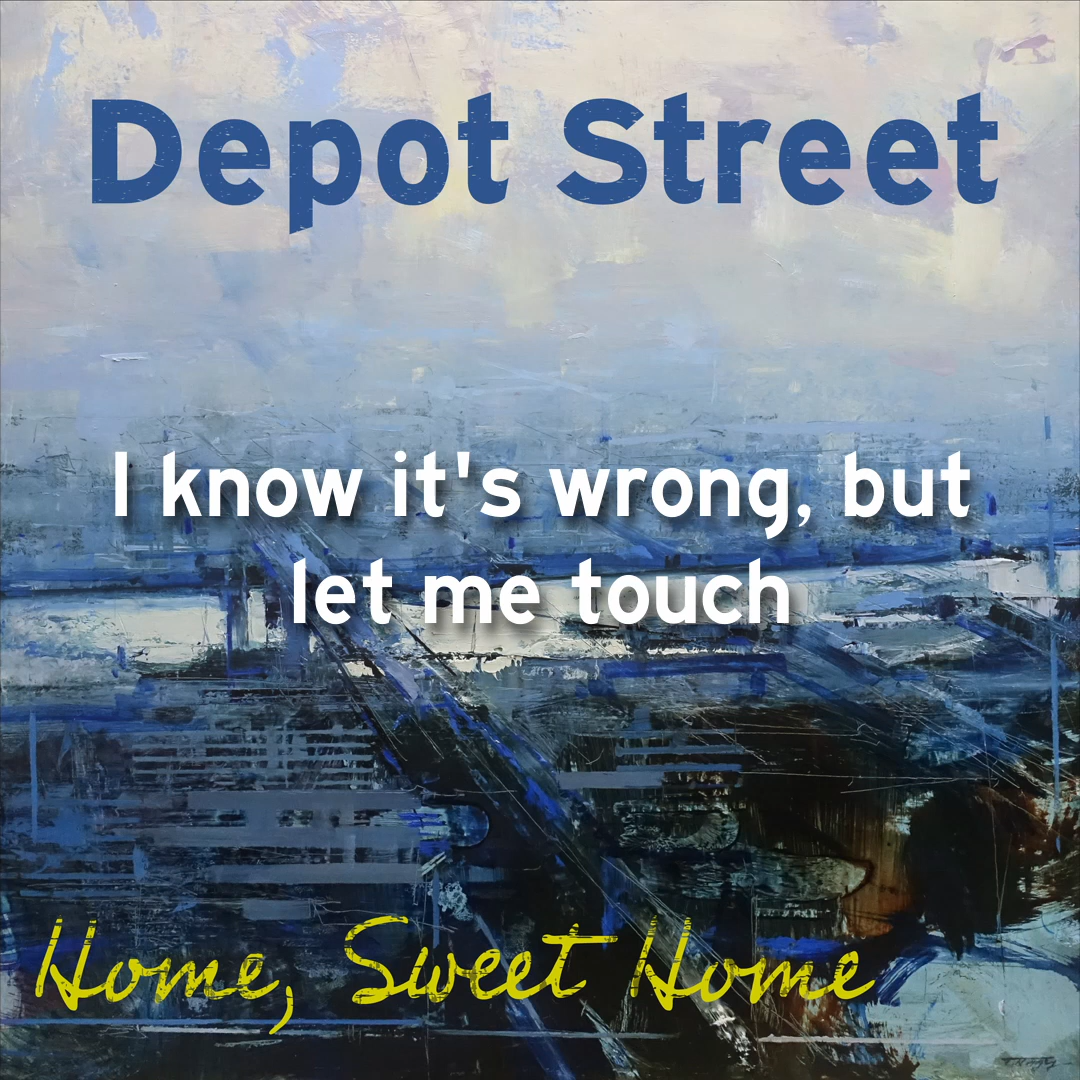 Depot Street
I know it's wrong, but
let me touch
Home, Sweet Home